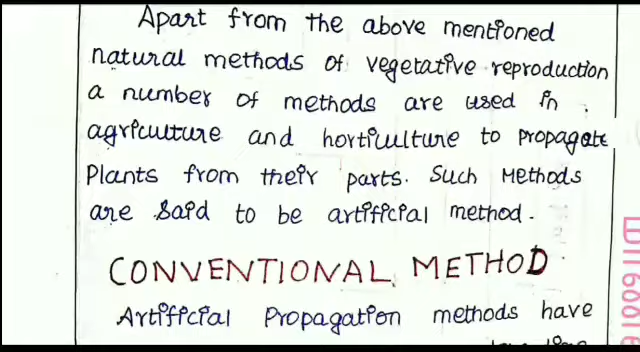 Apart from the above mentioned
natural methods of vegetative reproduction
a number of methods are used in
agriculture and horticulture to propagate
Plants from their parts. Such Methods
are said to be artificial method.
CONVENTIONAL METHOD
Artificial Propagation methods have